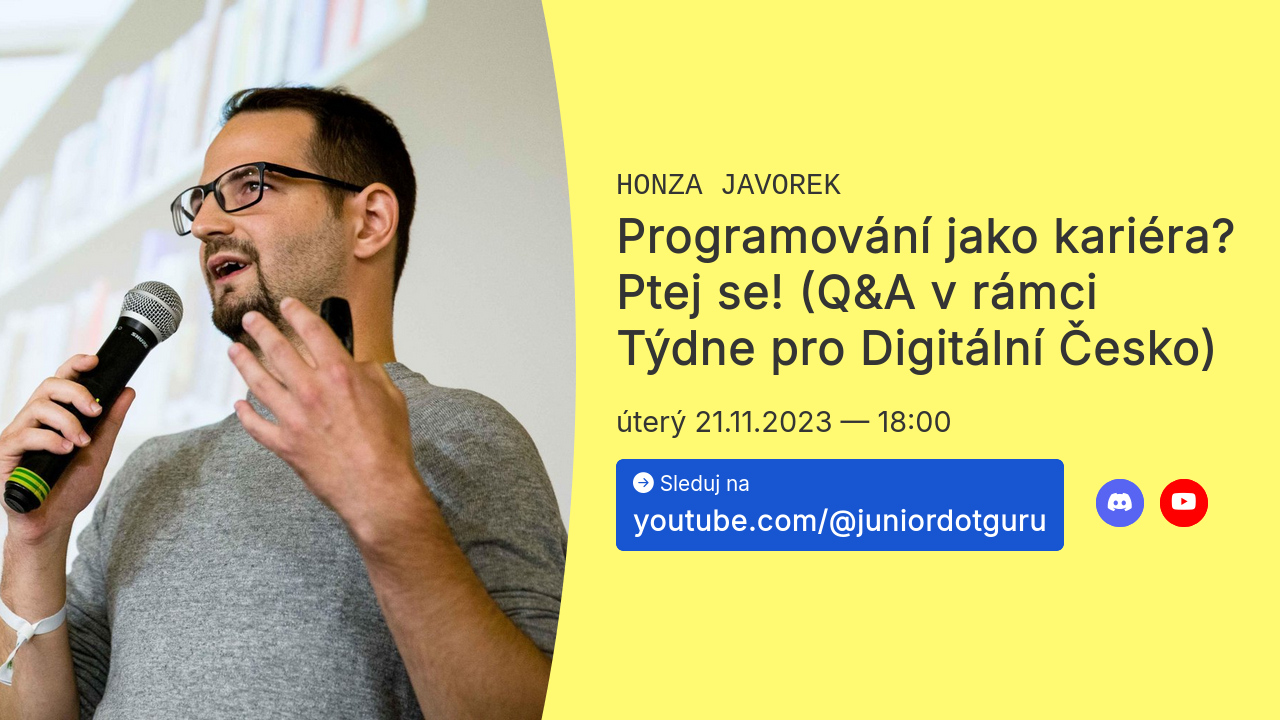 HONZA JAVOREK
Programování jako kariéra?
Ptej se! (Q&A v rámci
Týdne pro Digitální Česko)
úterý 21.11.2023 — 18:00
Sleduj na
youtube.com/@juniordotguru